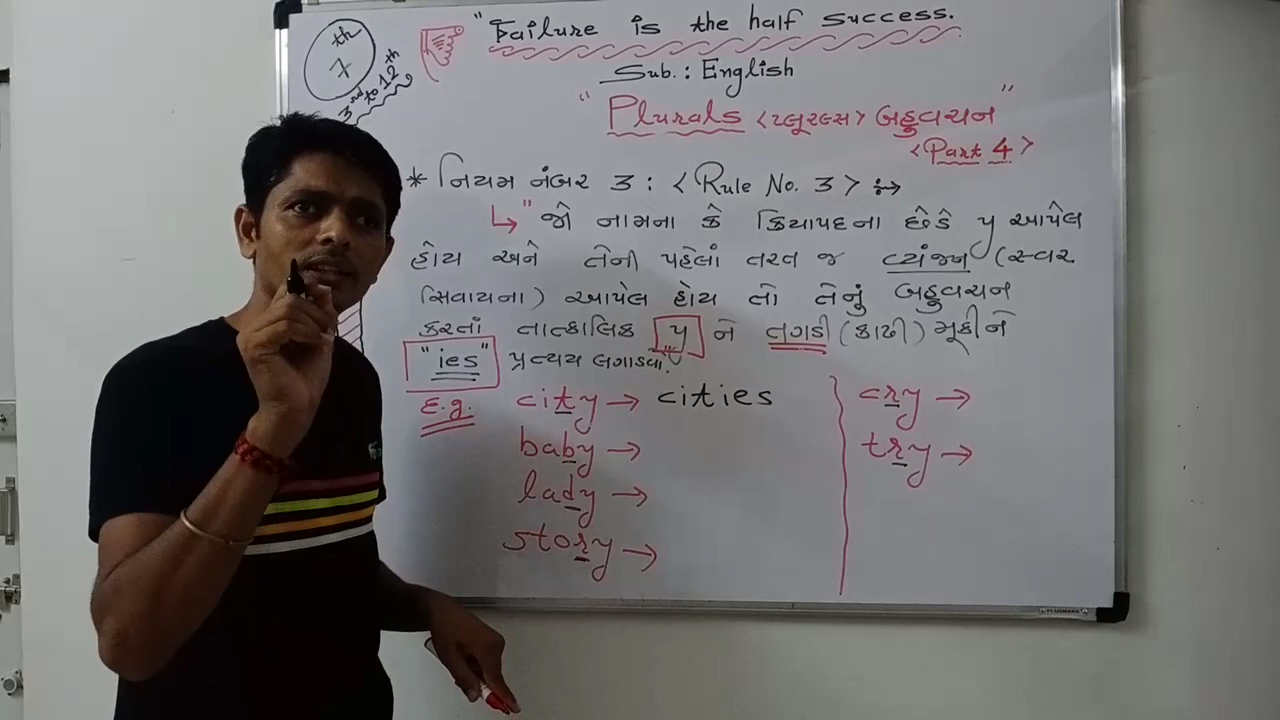 7th
3rd to 12th
"Failure is the half success.
Sub. : English
"Plurals <પ્લૂરલ્સ> બહુવચન"
<Part 4>
* નિયમ નંબર 3 : <Rule No. 3> :→
"જો નામના કે ક્રિયાપદના છેડે y આપેલ
હોય અને તેની પહેલાં તરત જ વ્યંજન (સ્વર
સિવાયના) આપેલ હોય તો તેનું બહુવચન
કરતાં તાત્કાલિક y ને તગડી (કાઢી) મૂકીને
"ies" પ્રત્યય લગાડવો."
E.g. city → cities
baby →
lady →
story →
cry →
try →